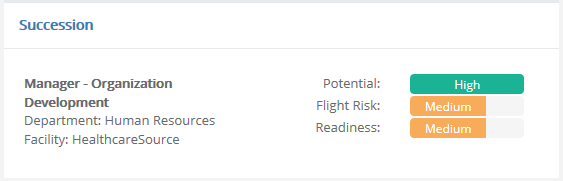 Succession
Manager - Organization
Development
Department: Human Resources
Facility: HealthcareSource
Potential: High
Flight Risk: Medium
Readiness: Medium